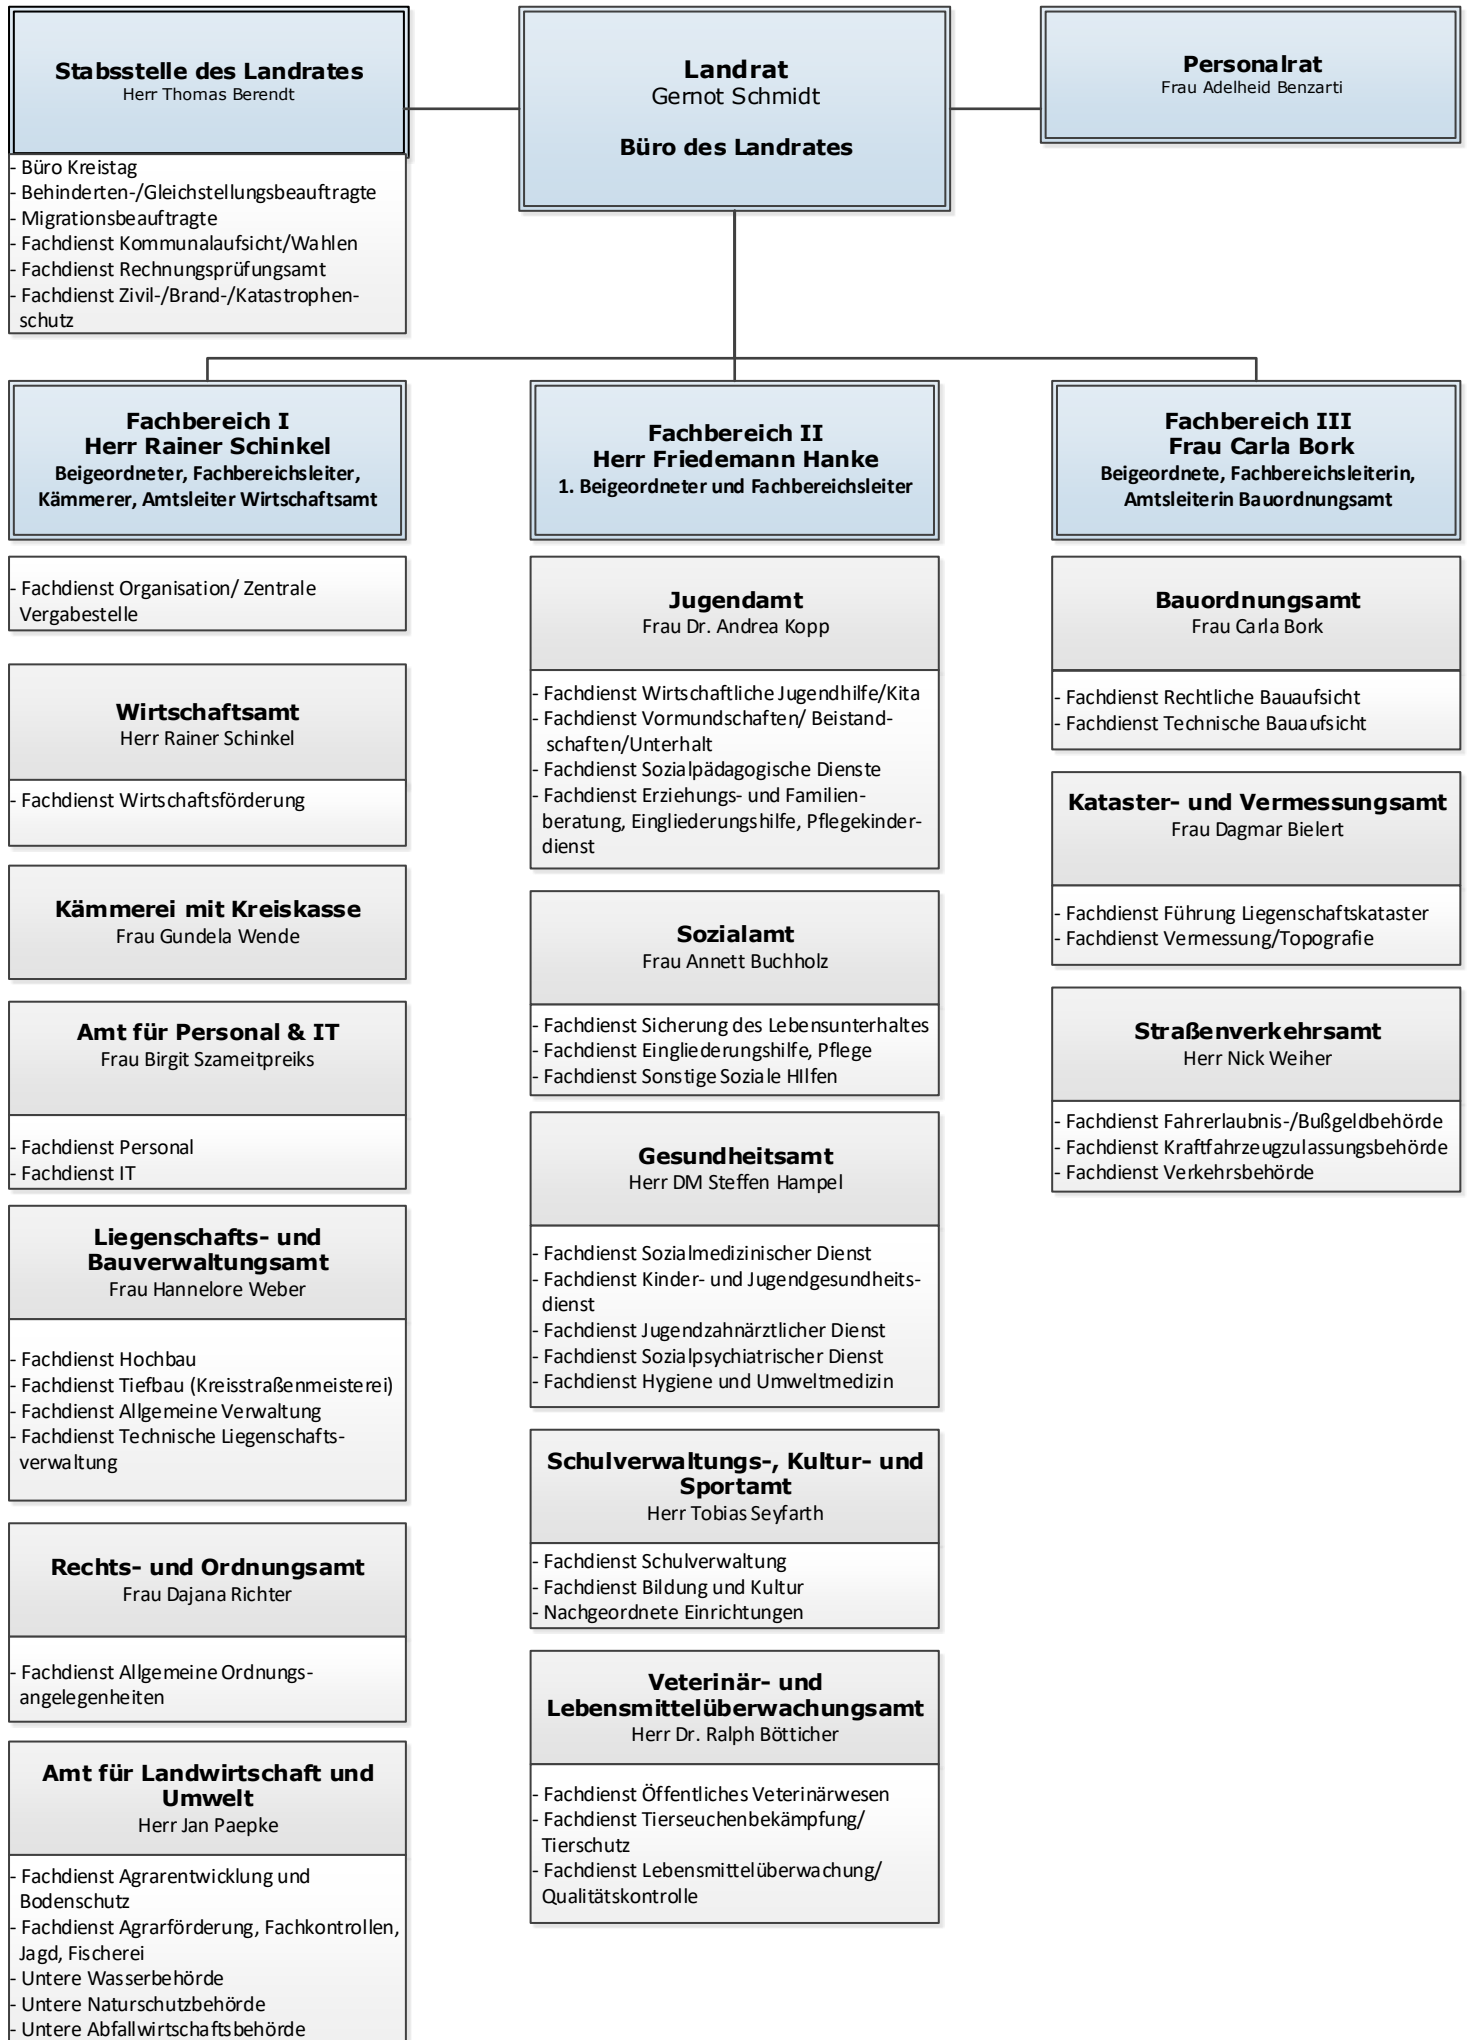 Stabsstelle des Landrates
Herr Thomas Berendt
- Büro Kreistag
- Behinderten-/Gleichstellungsbeauftragte
- Migrationsbeauftragte
- Fachdienst Kommunalaufsicht/Wahlen
- Fachdienst Rechnungsprüfungsamt
- Fachdienst Zivil-/Brand-/Katastrophen-
schutz
Landrat
Gernot Schmidt
Büro des Landrates
Personalrat
Frau Adelheid Benzarti
Fachbereich I
Herr Rainer Schinkel
Beigeordneter, Fachbereichsleiter,
Kämmerer, Amtsleiter Wirtschaftsamt
- Fachdienst Organisation/ Zentrale
Vergabestelle
Wirtschaftsamt
Herr Rainer Schinkel
- Fachdienst Wirtschaftsförderung
Kämmerei mit Kreiskasse
Frau Gundela Wende
Amt für Personal & IT
Frau Birgit Szameitpreiks
- Fachdienst Personal
- Fachdienst IT
Liegenschafts- und
Bauverwaltungsamt
Frau Hannelore Weber
- Fachdienst Hochbau
- Fachdienst Tiefbau (Kreisstraßenmeisterei)
- Fachdienst Allgemeine Verwaltung
- Fachdienst Technische Liegenschafts-
verwaltung
Rechts- und Ordnungsamt
Frau Dajana Richter
- Fachdienst Allgemeine Ordnungs-
angelegenheiten
Amt für Landwirtschaft und
Umwelt
Herr Jan Paepke
- Fachdienst Agrarentwicklung und
Bodenschutz
- Fachdienst Agrarförderung, Fachkontrollen,
Jagd, Fischerei
- Untere Wasserbehörde
- Untere Naturschutzbehörde
- Untere Abfallwirtschaftsbehörde
Fachbereich II
Herr Friedemann Hanke
1. Beigeordneter und Fachbereichsleiter
Jugendamt
Frau Dr. Andrea Kopp
- Fachdienst Wirtschaftliche Jugendhilfe/Kita
- Fachdienst Vormundschaften/ Beistand-
schaften/Unterhalt
- Fachdienst Sozialpädagogische Dienste
- Fachdienst Erziehungs- und Familien-
beratung, Eingliederungshilfe, Pflegekinder-
dienst
Sozialamt
Frau Annett Buchholz
- Fachdienst Sicherung des Lebensunterhaltes
- Fachdienst Eingliederungshilfe, Pflege
- Fachdienst Sonstige Soziale HIlfen
Gesundheitsamt
Herr DM Steffen Hampel
- Fachdienst Sozialmedizinischer Dienst
- Fachdienst Kinder- und Jugendgesundheits-
dienst
- Fachdienst Jugendzahnärztlicher Dienst
- Fachdienst Sozialpsychiatrischer Dienst
- Fachdienst Hygiene und Umweltmedizin
Schulverwaltungs-, Kultur- und
Sportamt
Herr Tobias Seyfarth
- Fachdienst Schulverwaltung
- Fachdienst Bildung und Kultur
- Nachgeordnete Einrichtungen
Veterinär- und
Lebensmittelüberwachungsamt
Herr Dr. Ralph Bötticher
- Fachdienst Öffentliches Veterinärwesen
- Fachdienst Tierseuchenbekämpfung/
Tierschutz
- Fachdienst Lebensmittelüberwachung/
Qualitätskontrolle
Fachbereich III
Frau Carla Bork
Beigeordnete, Fachbereichsleiterin,
Amtsleiterin Bauordnungsamt
Bauordnungsamt
Frau Carla Bork
- Fachdienst Rechtliche Bauaufsicht
- Fachdienst Technische Bauaufsicht
Kataster- und Vermessungsamt
Frau Dagmar Bielert
- Fachdienst Führung Liegenschaftskataster
- Fachdienst Vermessung/Topografie
Straßenverkehrsamt
Herr Nick Weiher
- Fachdienst Fahrerlaubnis-/Bußgeldbehörde
- Fachdienst Kraftfahrzeugzulassungsbehörde
- Fachdienst Verkehrsbehörde